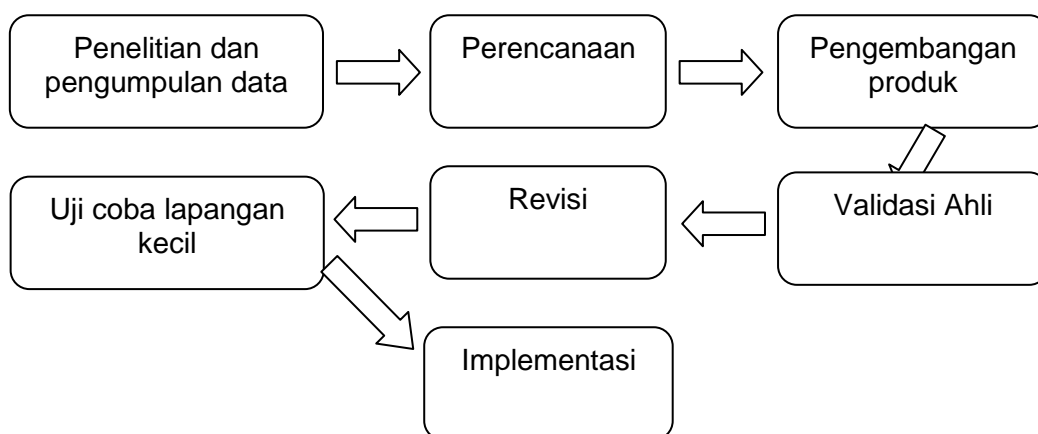 Penelitian dan
pengumpulan data
Perencanaan
Pengembangan
produk
Validasi Ahli
Revisi
Uji coba lapangan
kecil
Implementasi